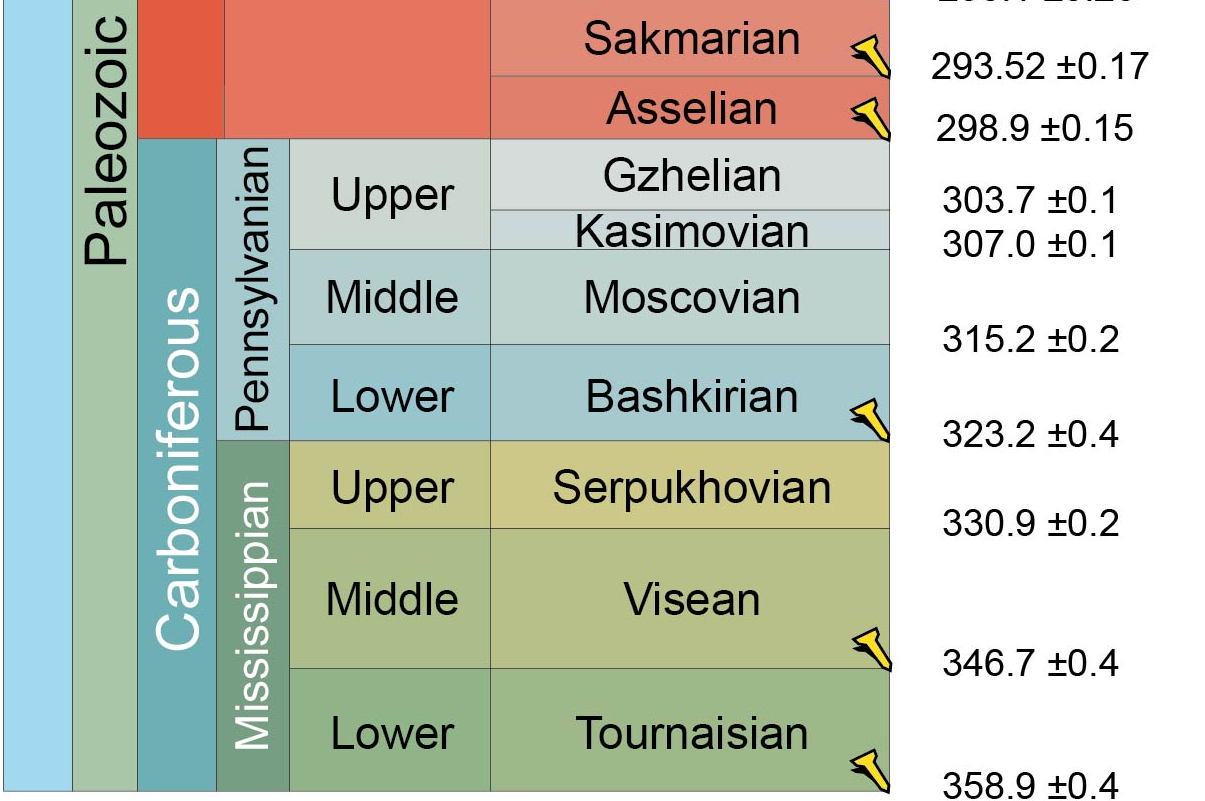 Paleozoic
Sakmarian
293.52 ±0.17
Asselian
298.9 ±0.15
Carboniferous
Pennsylvanian
Upper
Gzhelian
303.7 ±0.1
Kasimovian
307.0 ±0.1
Middle
Moscovian
315.2 ±0.2
Lower
Bashkirian
323.2 ±0.4
Mississippian
Upper
Serpukhovian
330.9 ±0.2
Middle
Visean
346.7 ±0.4
Lower
Tournaisian
358.9 ±0.4